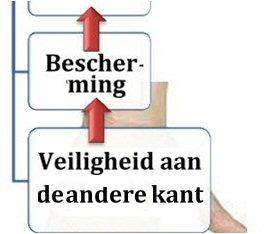 Bescher-
ming
Veiligheid aan
deandere kant